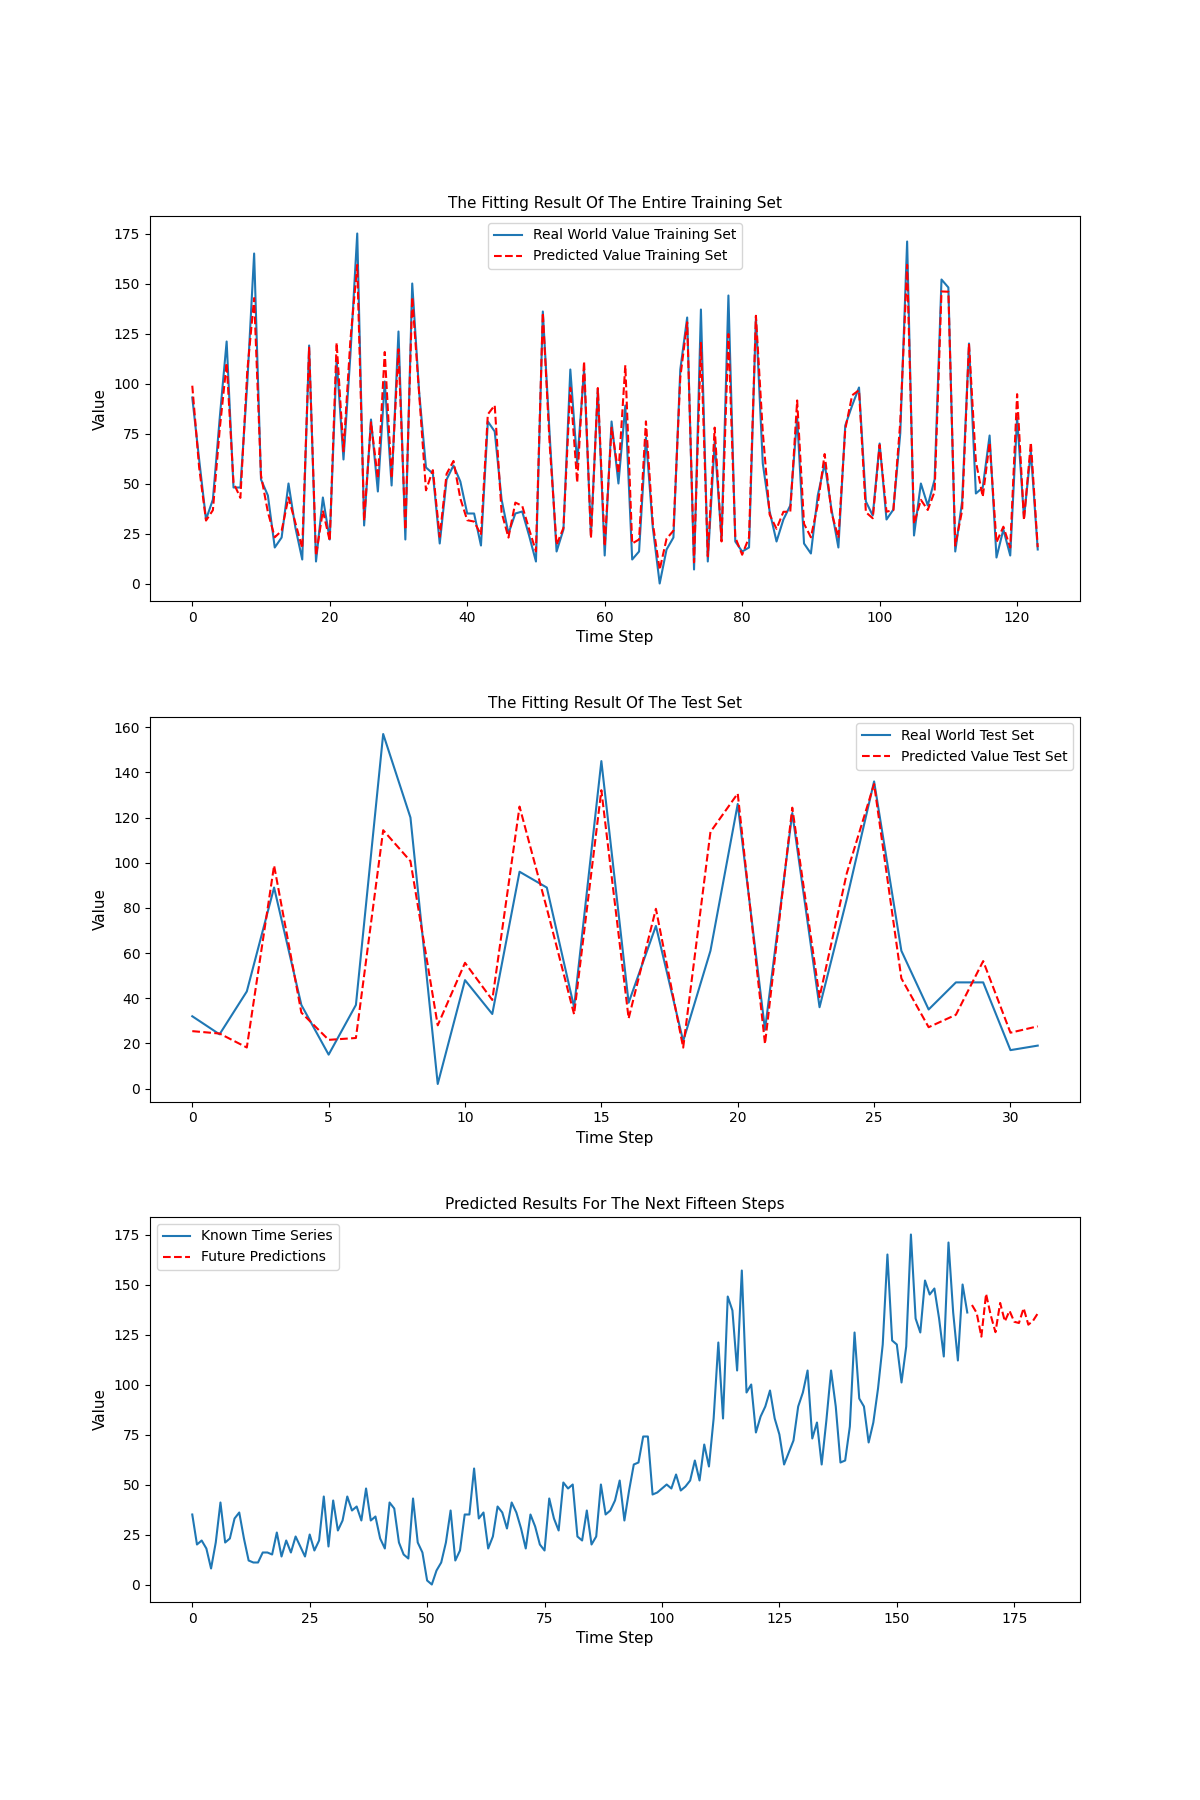 The Fitting Result Of The Entire Training Set
Real World Value Training Set
Predicted Value Training Set
Value
175
150
125
100
75
50
25
0
0 20 40 60 80 100 120
Time Step
The Fitting Result Of The Test Set
Real World Test Set
Predicted Value Test Set
Value
160
140
120
100
80
60
40
20
0
0 5 10 15 20 25 30
Time Step
Predicted Results For The Next Fifteen Steps
Known Time Series
Future Predictions
Value
175
150
125
100
75
50
25
0
0 25 50 75 100 125 150 175
Time Step